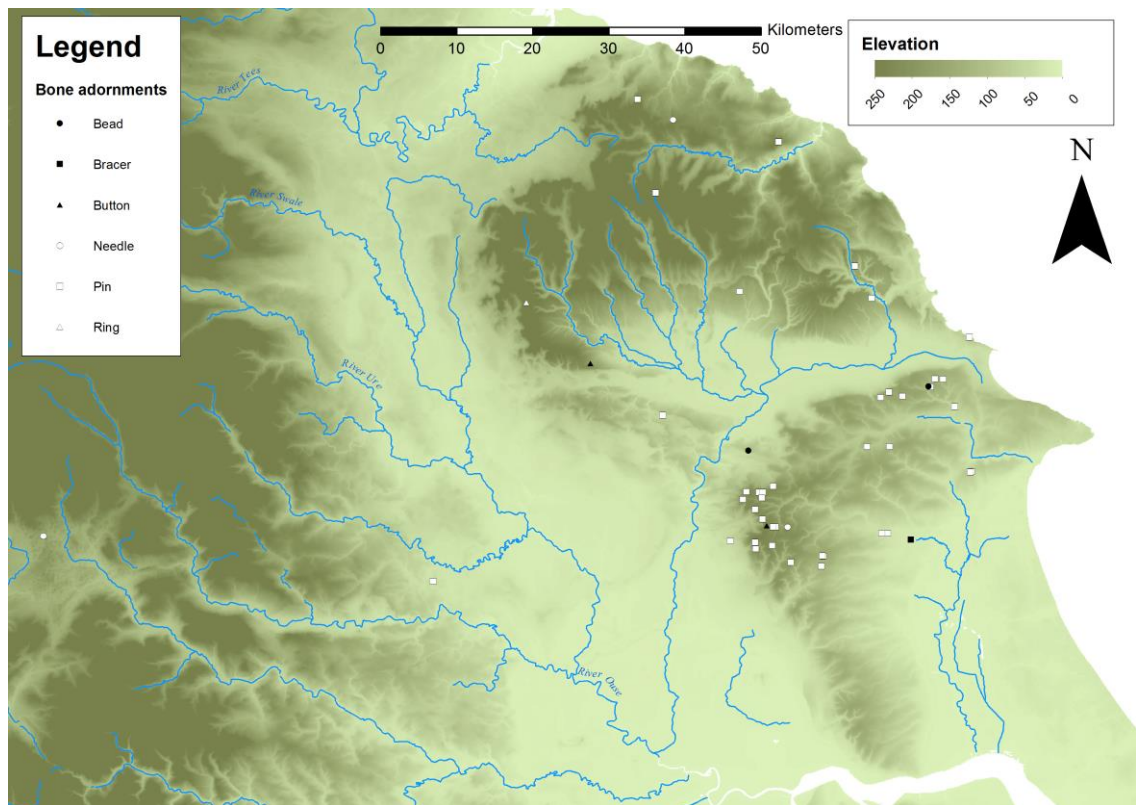 Legend
Bone adornments
Bead
Bracer
Button
Needle
Pin
Ring
0 10 20 30 40 50 Kilometers
Elevation
250 200 150 100 50 0
N
River Tees
River Swale
River Ure
River Ouse